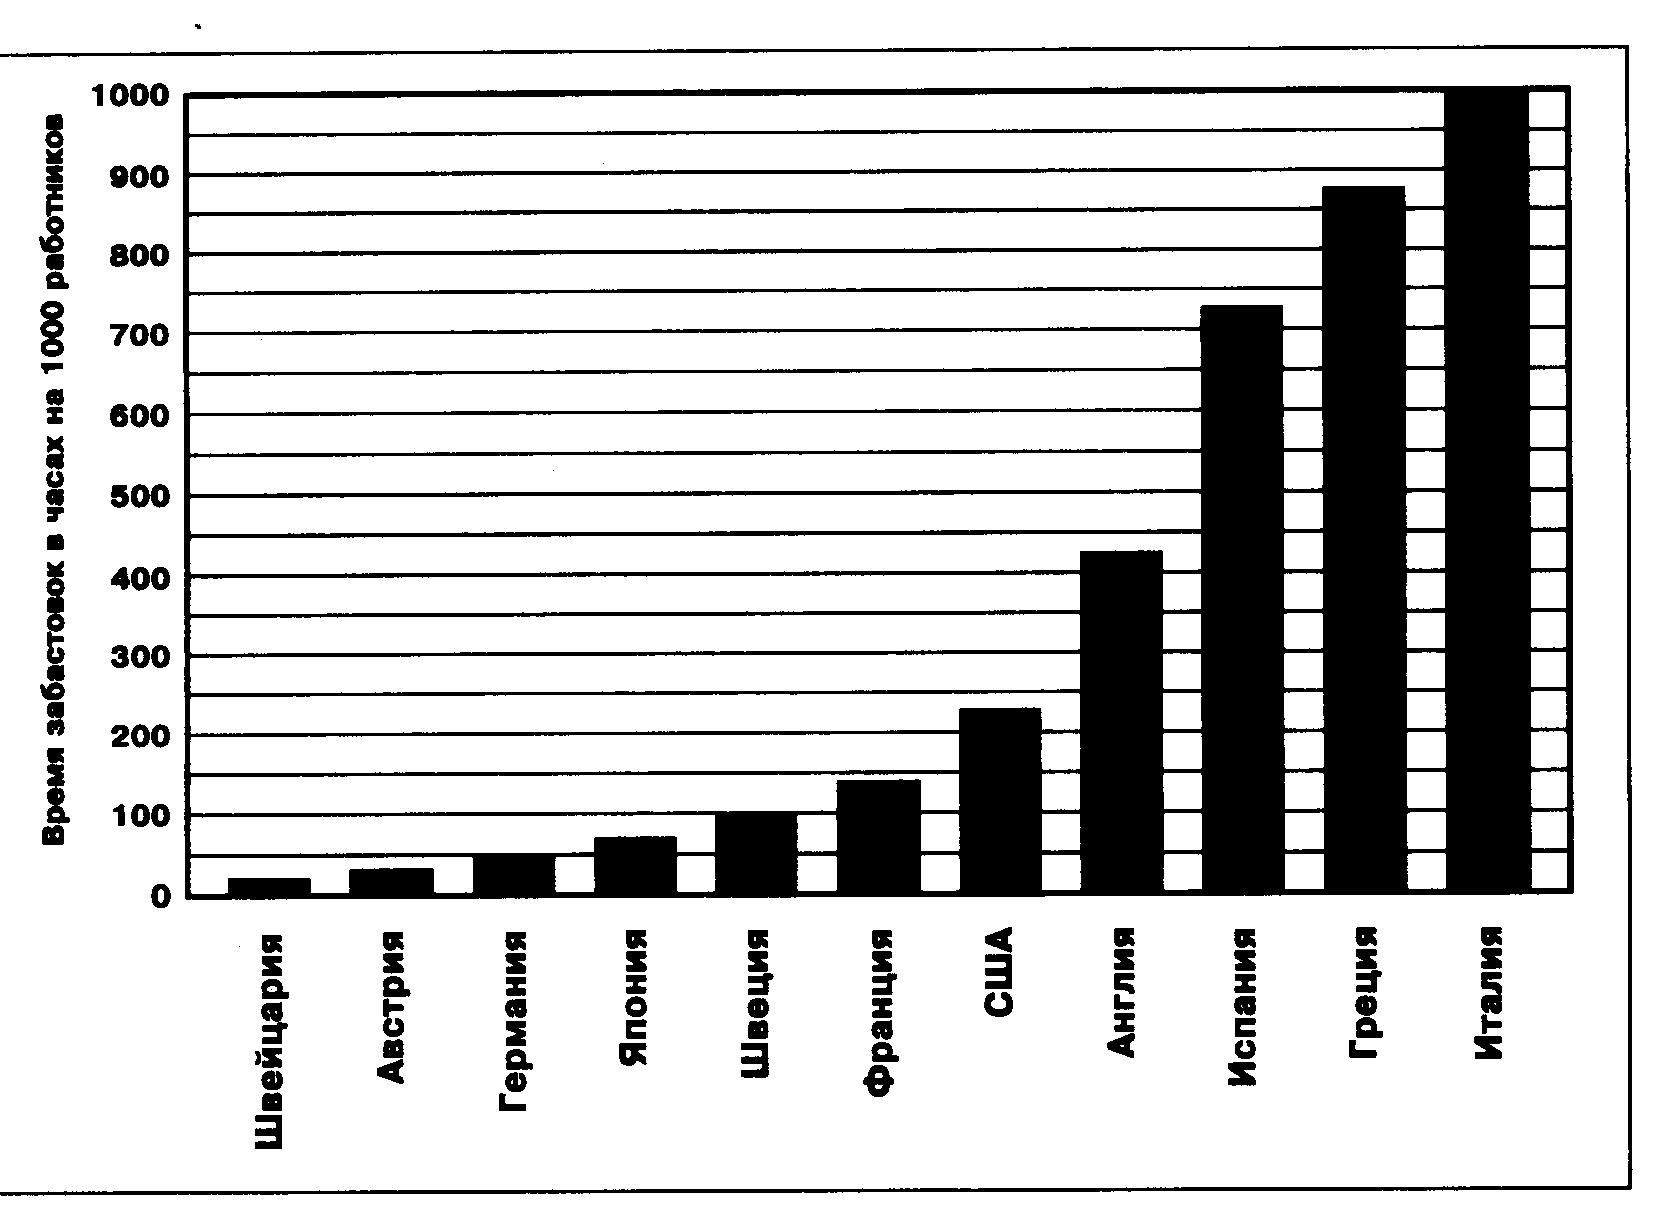 Время забастовок в часах на 1000 работников
1000
900
800
700
600
500
400
300
200
100
0
Швейцария
Австрия
Германия
Япония
Швеция
Франция
США
Англия
Испания
Греция
Италия